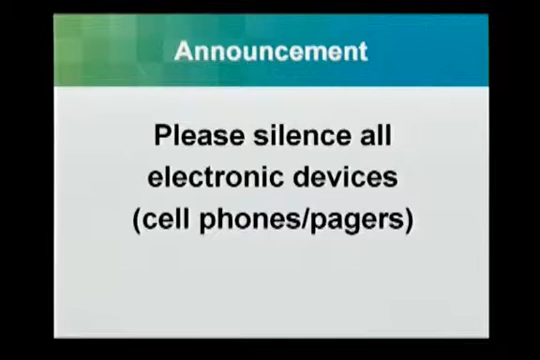 Announcement
Please silence all
electronic devices
(cell phones/pagers)